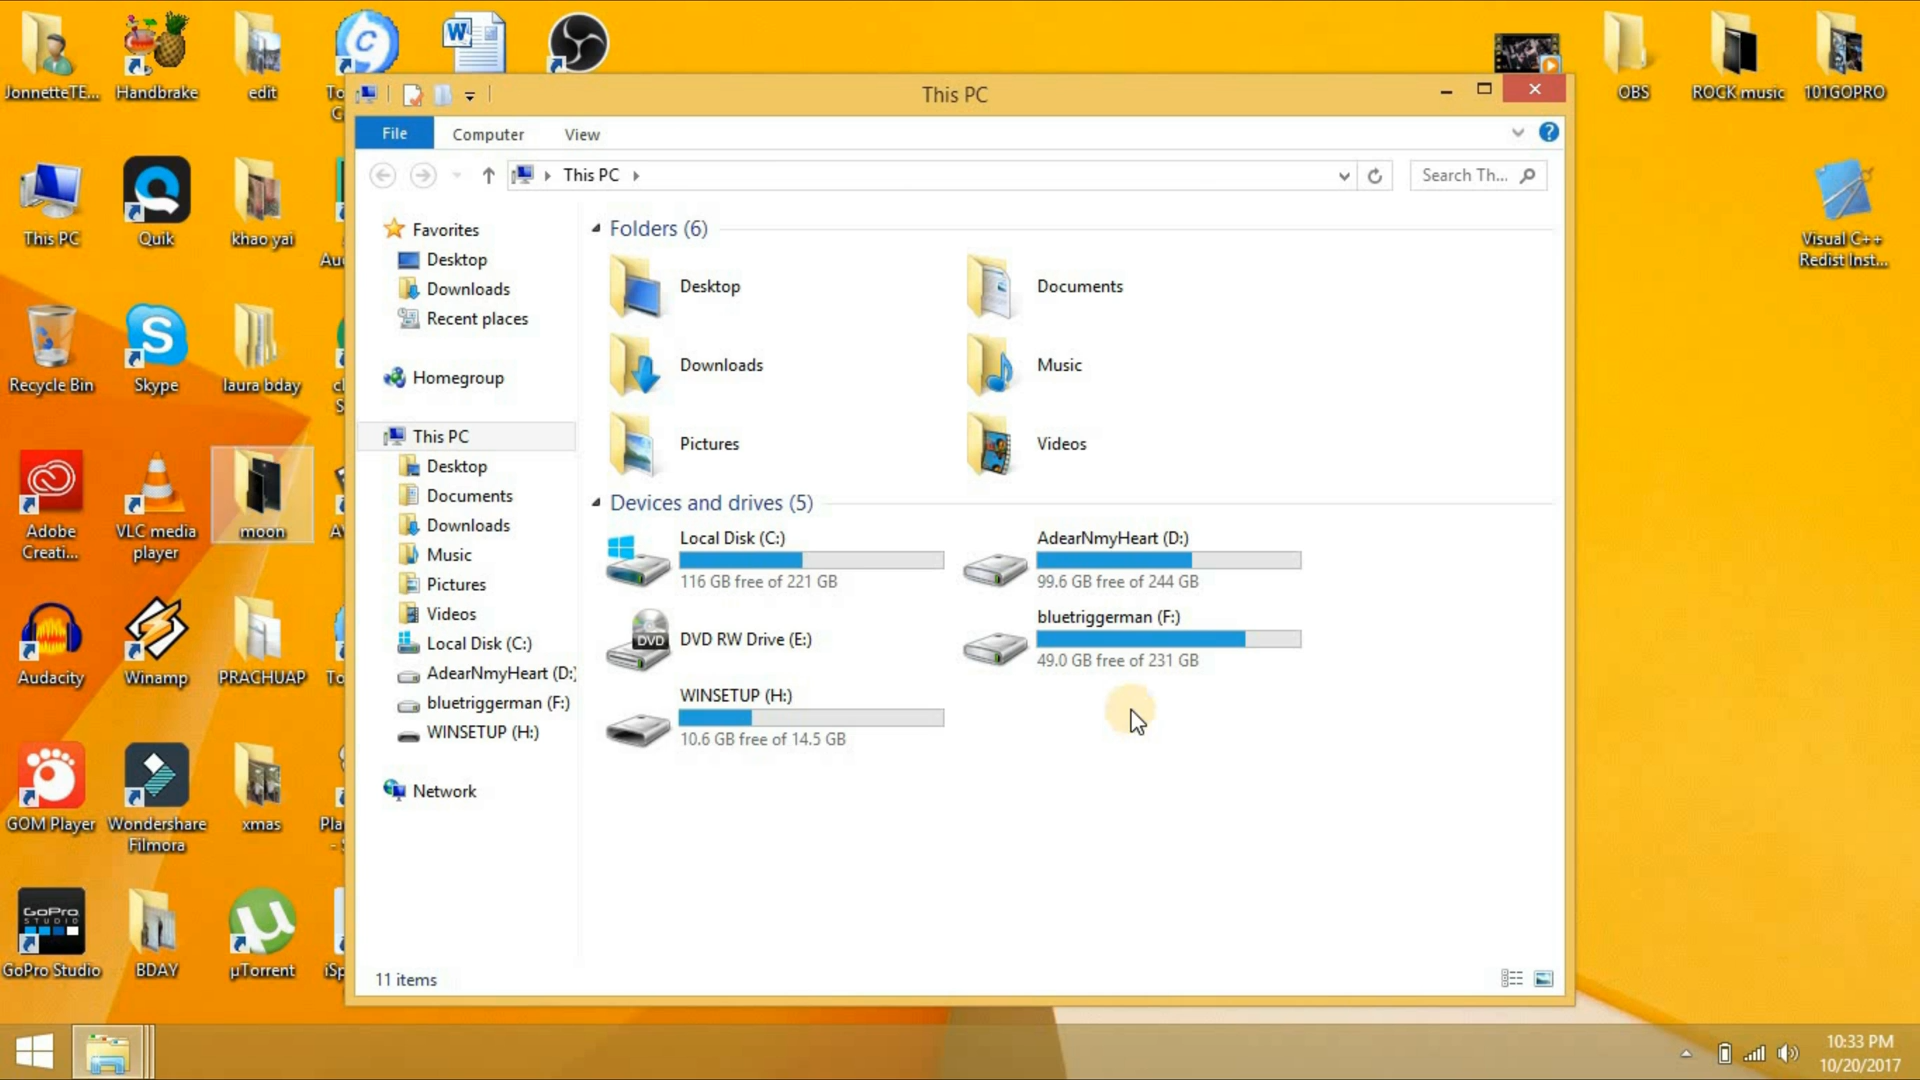 JonnetteTE...
Handbrake
edit
This PC
OBS
ROCK music
101GOPRO
File
Computer
View
This PC
Search Th...
This PC
Quik
khao yai
Visual C++
Redist Inst...
Recycle Bin
Skype
laura bday
Adobe
Creati...
VLC media
player
moon
Audacity
Winamp
PRACHUAP
GOM Player
Wondershare
Filmora
xmas
GoPro
STUDIO
GoPro Studio
BDAY
µTorrent
Favorites
Desktop
Downloads
Recent places
Homegroup
This PC
Desktop
Documents
Downloads
Music
Pictures
Videos
Local Disk (C:)
AdearNmyHeart (D:)
bluetriggerman (F:)
WINSETUP (H:)
Network
Folders (6)
Desktop
Documents
Downloads
Music
Pictures
Videos
Devices and drives (5)
Local Disk (C:)
116 GB free of 221 GB
AdearNmyHeart (D:)
99.6 GB free of 244 GB
DVD
DVD RW Drive (E:)
bluetriggerman (F:)
49.0 GB free of 231 GB
WINSETUP (H:)
10.6 GB free of 14.5 GB
11 items
10:33 PM
10/20/2017